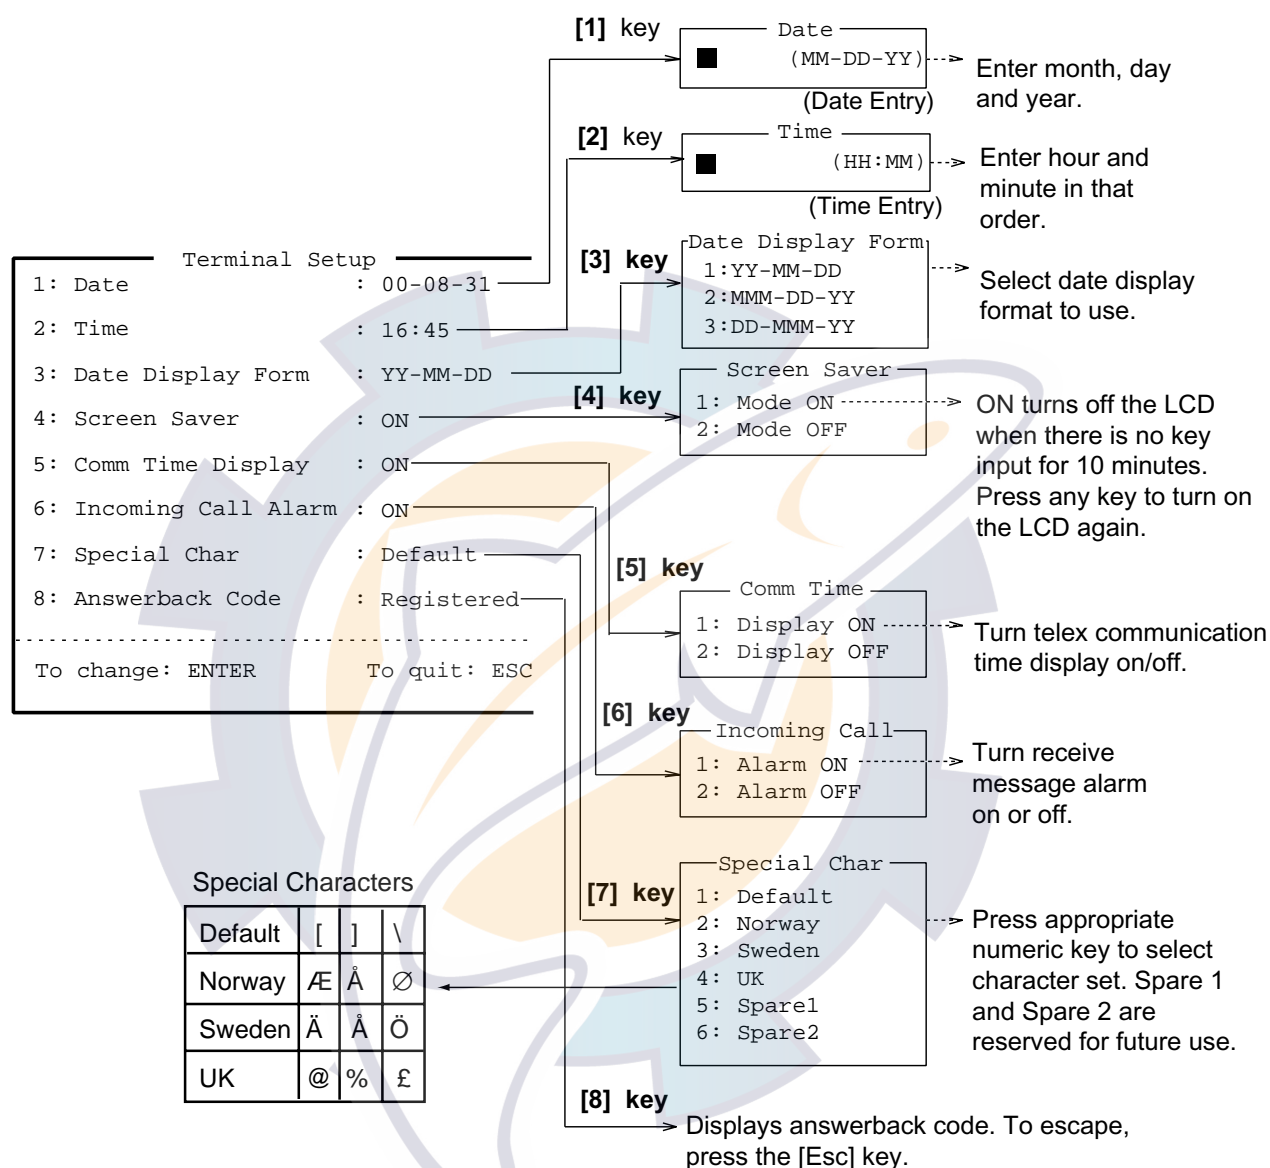 [1] key
Date
(MM-DD-YY)
(Date Entry)
Enter month, day
and year.
[2] key
Time
(HH:MM)
(Time Entry)
Enter hour and
minute in that
order.
Terminal Setup
1: Date : 00-08-31
2: Time : 16:45
3: Date Display Form : YY-MM-DD
4: Screen Saver : ON
5: Comm Time Display : ON
6: Incoming Call Alarm : ON
7: Special Char : Default
8: Answerback Code : Registered
To change: ENTER To quit: ESC
[3] key
Date Display Form
1:YY-MM-DD
2:MMM-DD-YY
3:DD-MMM-YY
Select date display
format to use.
[4] key
Screen Saver
1: Mode ON
2: Mode OFF
ON turns off the LCD
when there is no key
input for 10 minutes.
Press any key to turn on
the LCD again.
[5] key
Comm Time
1: Display ON
2: Display OFF
Turn telex communication
time display on/off.
[6] key
Incoming Call
1: Alarm ON
2: Alarm OFF
Turn receive
message alarm
on or off.
[7] key
Special Char
1: Default
2: Norway
3: Sweden
4: UK
5: Spare1
6: Spare2
Press appropriate
numeric key to select
character set. Spare 1
and Spare 2 are
reserved for future use.
Special Characters
Default [ ] \
Norway Æ Å Ø
Sweden Ä Å Ö
UK @ % £
[8] key
Displays answerback code. To escape,
press the [Esc] key.